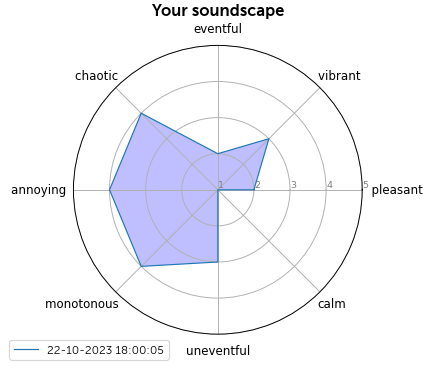 Your soundscape
eventful
chaotic
vibrant
annoying
1 2 3 4 5
pleasant
monotonous
calm
uneventful
22-10-2023 18:00:05